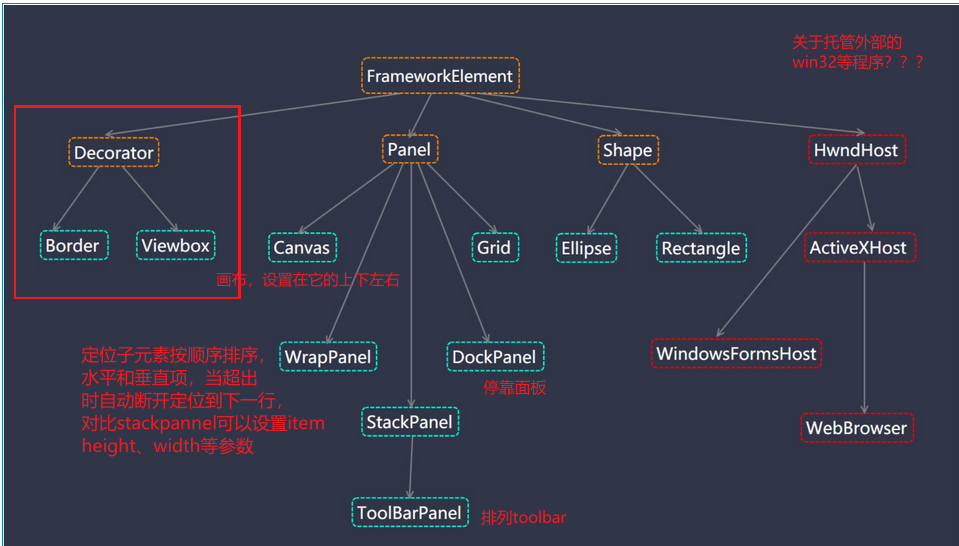 关于托管外部的
win32等程序？？？
FrameworkElement
Decorator
Panel
Shape
HwndHost
Border
Viewbox
Canvas
Grid
Ellipse
Rectangle
ActiveXHost
画布，设置在它的上下左右
定位子元素按顺序排序，
水平和垂直项，当超出
时自动断开定位到下一行，
对比stackpannel可以设置item
height、width等参数
WrapPanel
DockPanel
WindowsFormsHost
停靠面板
StackPanel
WebBrowser
ToolBarPanel
排列toolbar